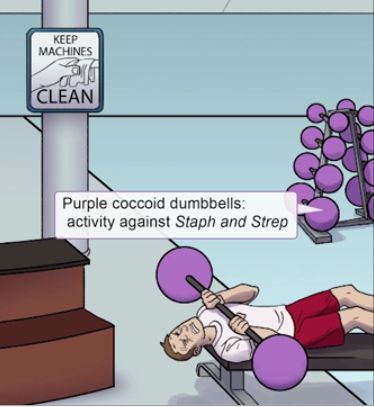 KEEP
MACHINES
CLEAN
Purple coccoid dumbbells:
activity against Staph and Strep